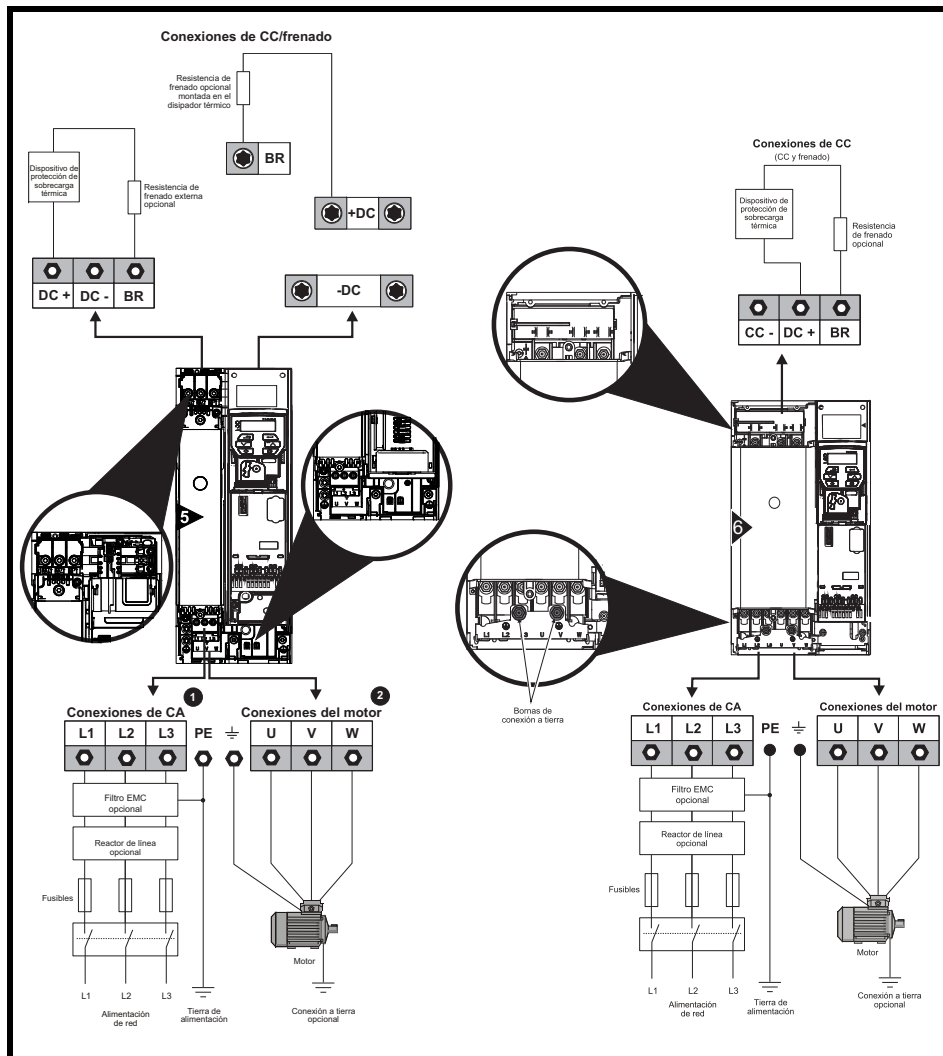 Conexiones de CC/frenado
Resistencia de
frenado opcional
montada en el
disipador térmico
BR
+DC
-DC
Dispositivo de
protección de
sobrecarga
térmica
Resistencia de
frenado externa
opcional
DC + DC - BR
5
1
Conexiones de CA
L1 L2 L3 PE
2
Conexiones del motor
U V W
Filtro EMC
opcional
Reactor de línea
opcional
Fusibles
L1 L2 L3
Alimentación
de red
Tierra de
alimentación
Motor
Conexión a tierra
opcional
Conexiones de CC
(CC y frenado)
Dispositivo de
protección de
sobrecarga
térmica
Resistencia
de frenado
opcional
CC - DC + BR
6
L1 L2 3 U V W
Bornas de
conexión a tierra
Conexiones de CA
L1 L2 L3 PE
Conexiones del motor
U V W
Filtro EMC
opcional
Reactor de línea
opcional
Fusibles
L1 L2 L3
Alimentación
de red
Tierra de
alimentación
Motor
Conexión a tierra
opcional